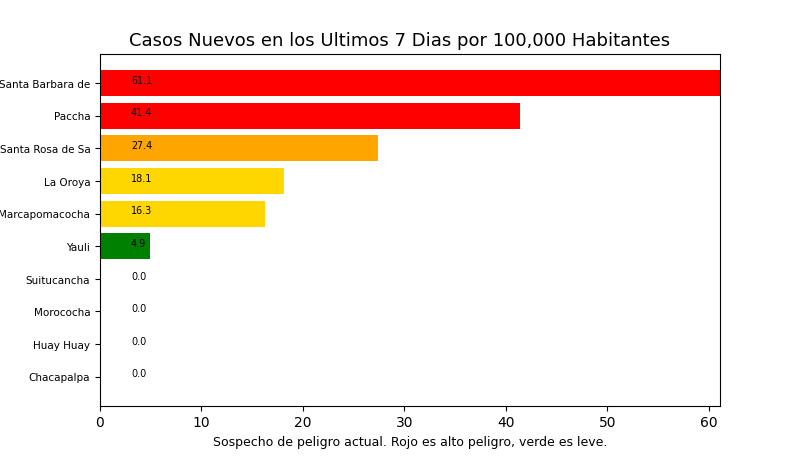 Casos Nuevos en los Ultimos 7 Dias por 100,000 Habitantes
Santa Barbara de 61.1
Paccha 41.4
Santa Rosa de Sa 27.4
La Oroya 18.1
Marcapomacocha 16.3
Yauli 4.9
Suitucancha 0.0
Morococha 0.0
Huay Huay 0.0
Chacapalpa 0.0
0 10 20 30 40 50 60
Sospecho de peligro actual. Rojo es alto peligro, verde es leve.